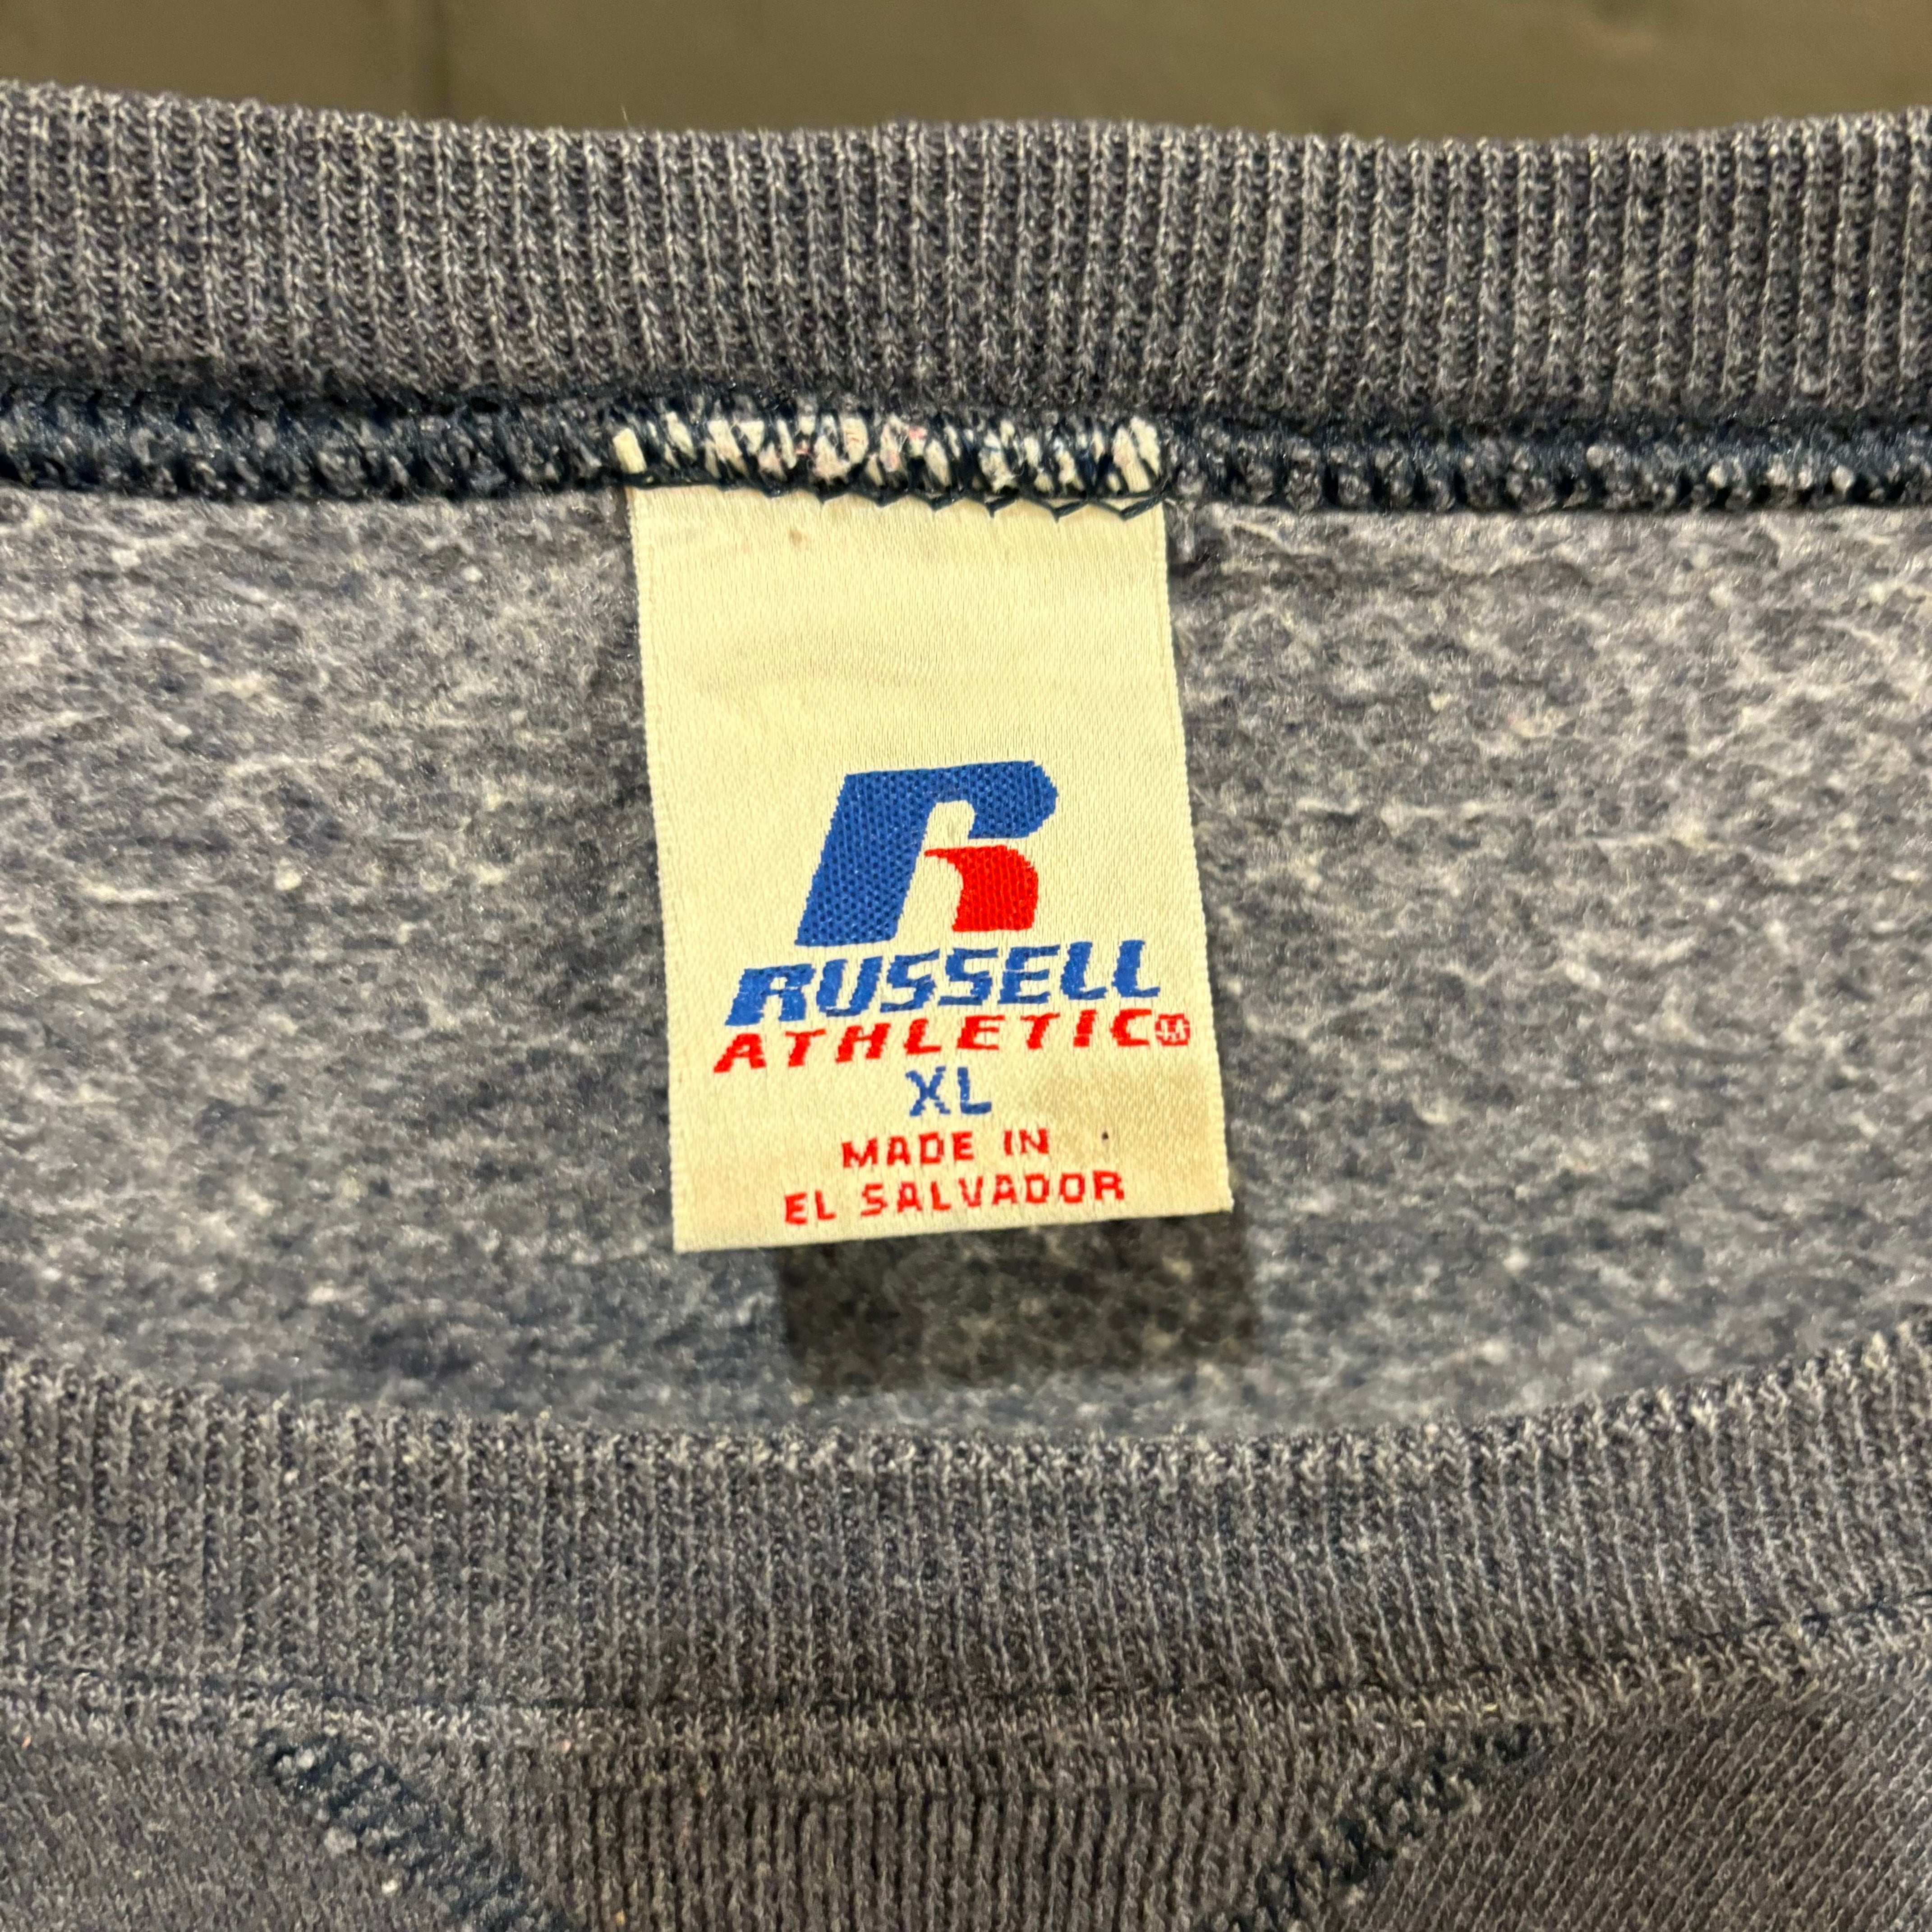 RUSSELL
ATHLETIC
XL
MADE IN
EL SALVADOR